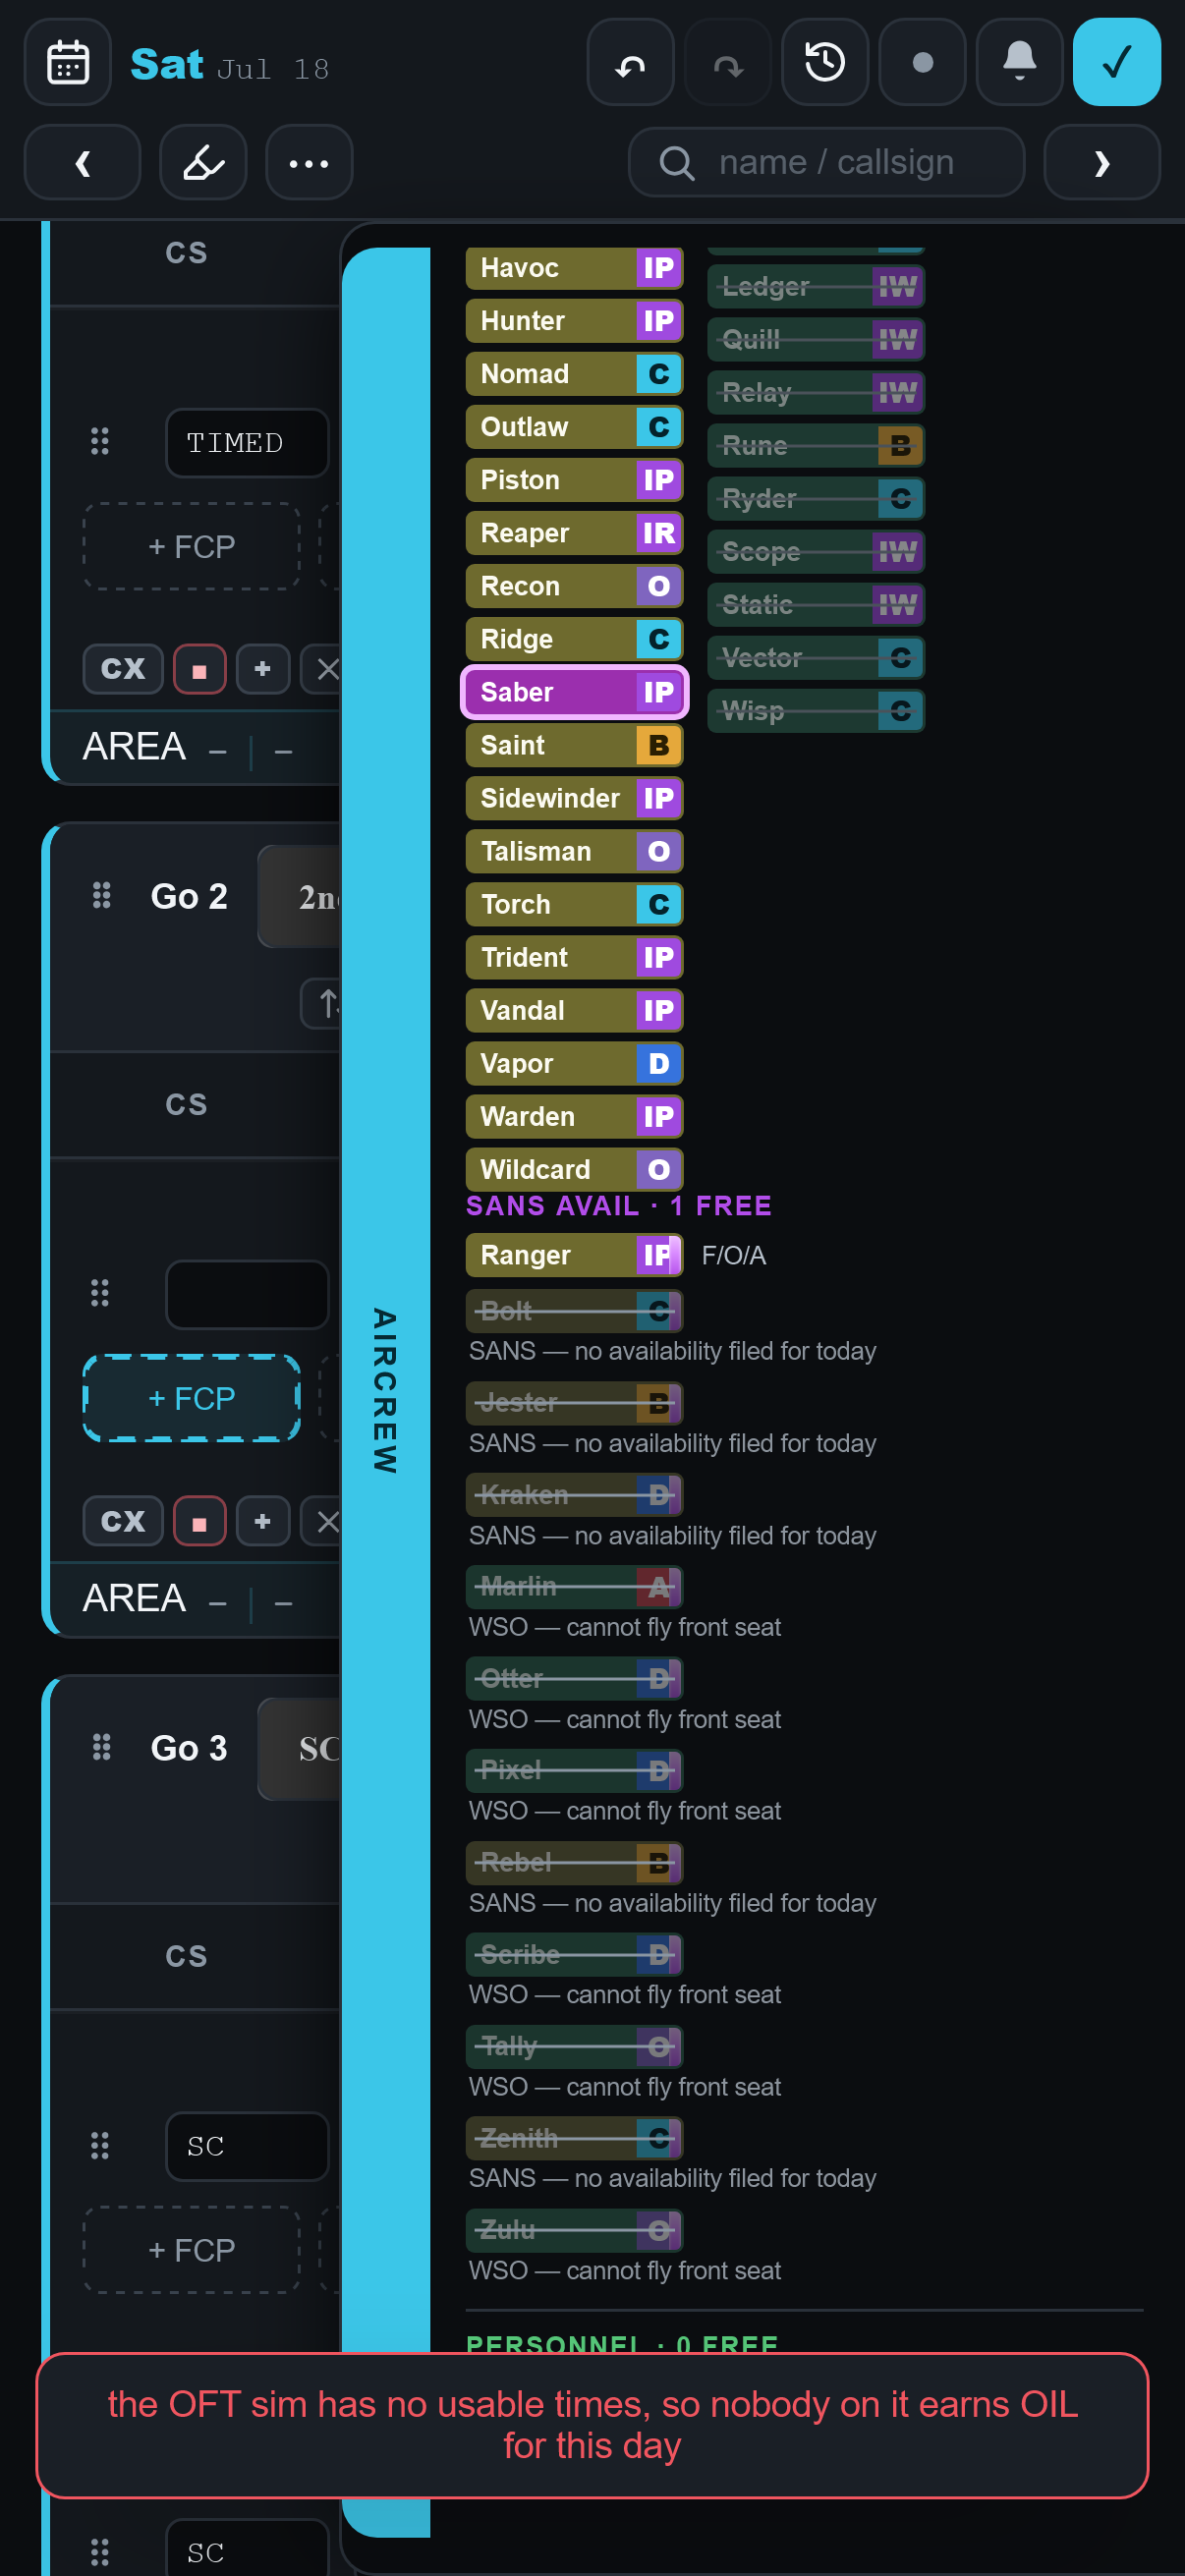 Sat Jul 18
name / callsign
CS
TIMED
+ FCP
CX
AREA – | –
Go 2
CS
+ FCP
CX
AREA – | –
Go 3
SC
CS
SC
+ FCP
SC
AIRCREW
Havoc IP
Hunter IP
Nomad C
Outlaw C
Piston IP
Reaper IR
Recon O
Ridge C
Saber IP
Saint B
Sidewinder IP
Talisman O
Torch C
Trident IP
Vandal IP
Vapor D
Warden IP
Wildcard O
Ledger IW
Quill IW
Relay IW
Rune B
Ryder C
Scope IW
Static IW
Vector C
Wisp C
SANS AVAIL · 1 FREE
Ranger IP F/O/A
Bolt C
SANS — no availability filed for today
Jester B
SANS — no availability filed for today
Kraken D
SANS — no availability filed for today
Marlin A
WSO — cannot fly front seat
Otter D
WSO — cannot fly front seat
Pixel D
WSO — cannot fly front seat
Rebel B
SANS — no availability filed for today
Scribe D
WSO — cannot fly front seat
Tally O
WSO — cannot fly front seat
Zenith C
SANS — no availability filed for today
Zulu O
WSO — cannot fly front seat
PERSONNEL · 0 FREE
the OFT sim has no usable times, so nobody on it earns OIL
for this day